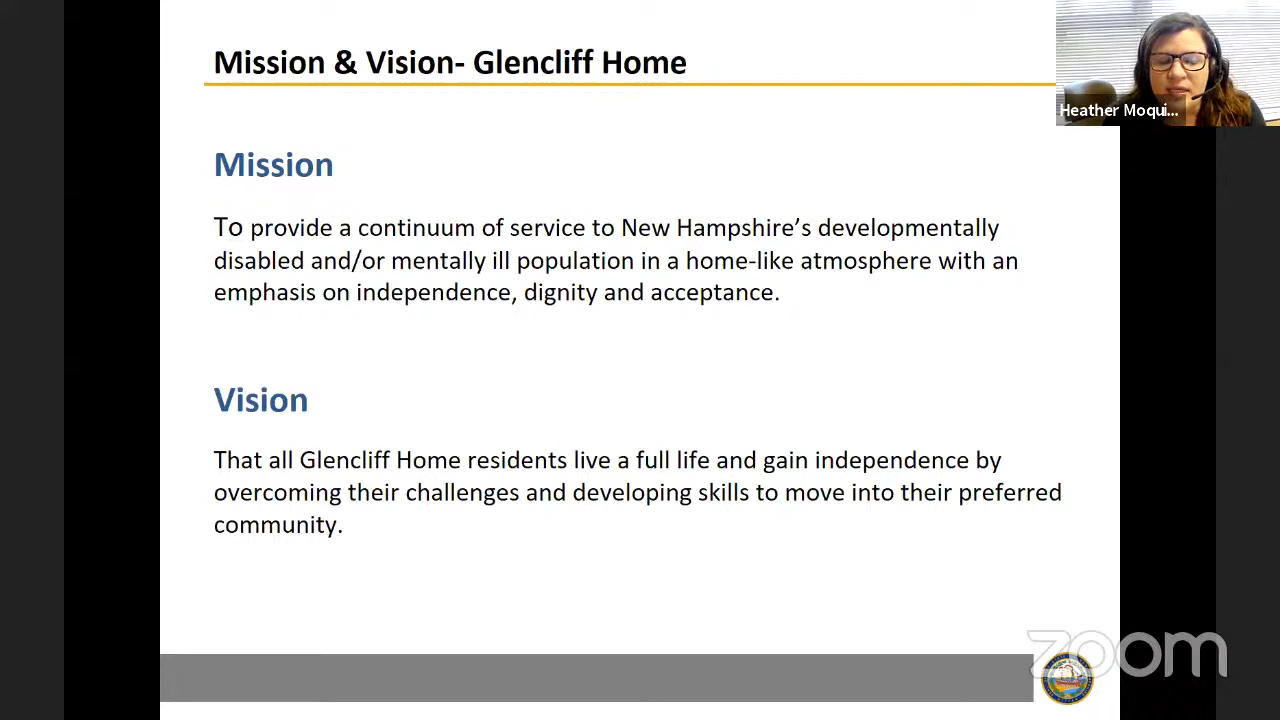 Mission & Vision- Glencliff Home
Heather Moqui...
Mission
To provide a continuum of service to New Hampshire’s developmentally
disabled and/or mentally ill population in a home-like atmosphere with an
emphasis on independence, dignity and acceptance.
Vision
That all Glencliff Home residents live a full life and gain independence by
overcoming their challenges and developing skills to move into their preferred
community.
zoom